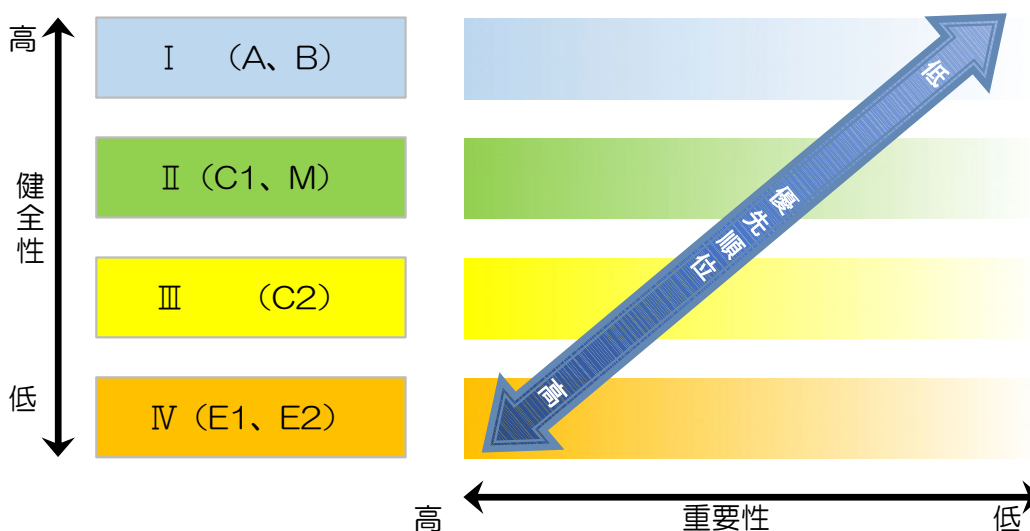 高
Ⅰ （A、B）
低
Ⅱ（C1、M）
健全性
優先順位
Ⅲ （C2）
低
高
Ⅳ（E1、E2）
高
重要性
低